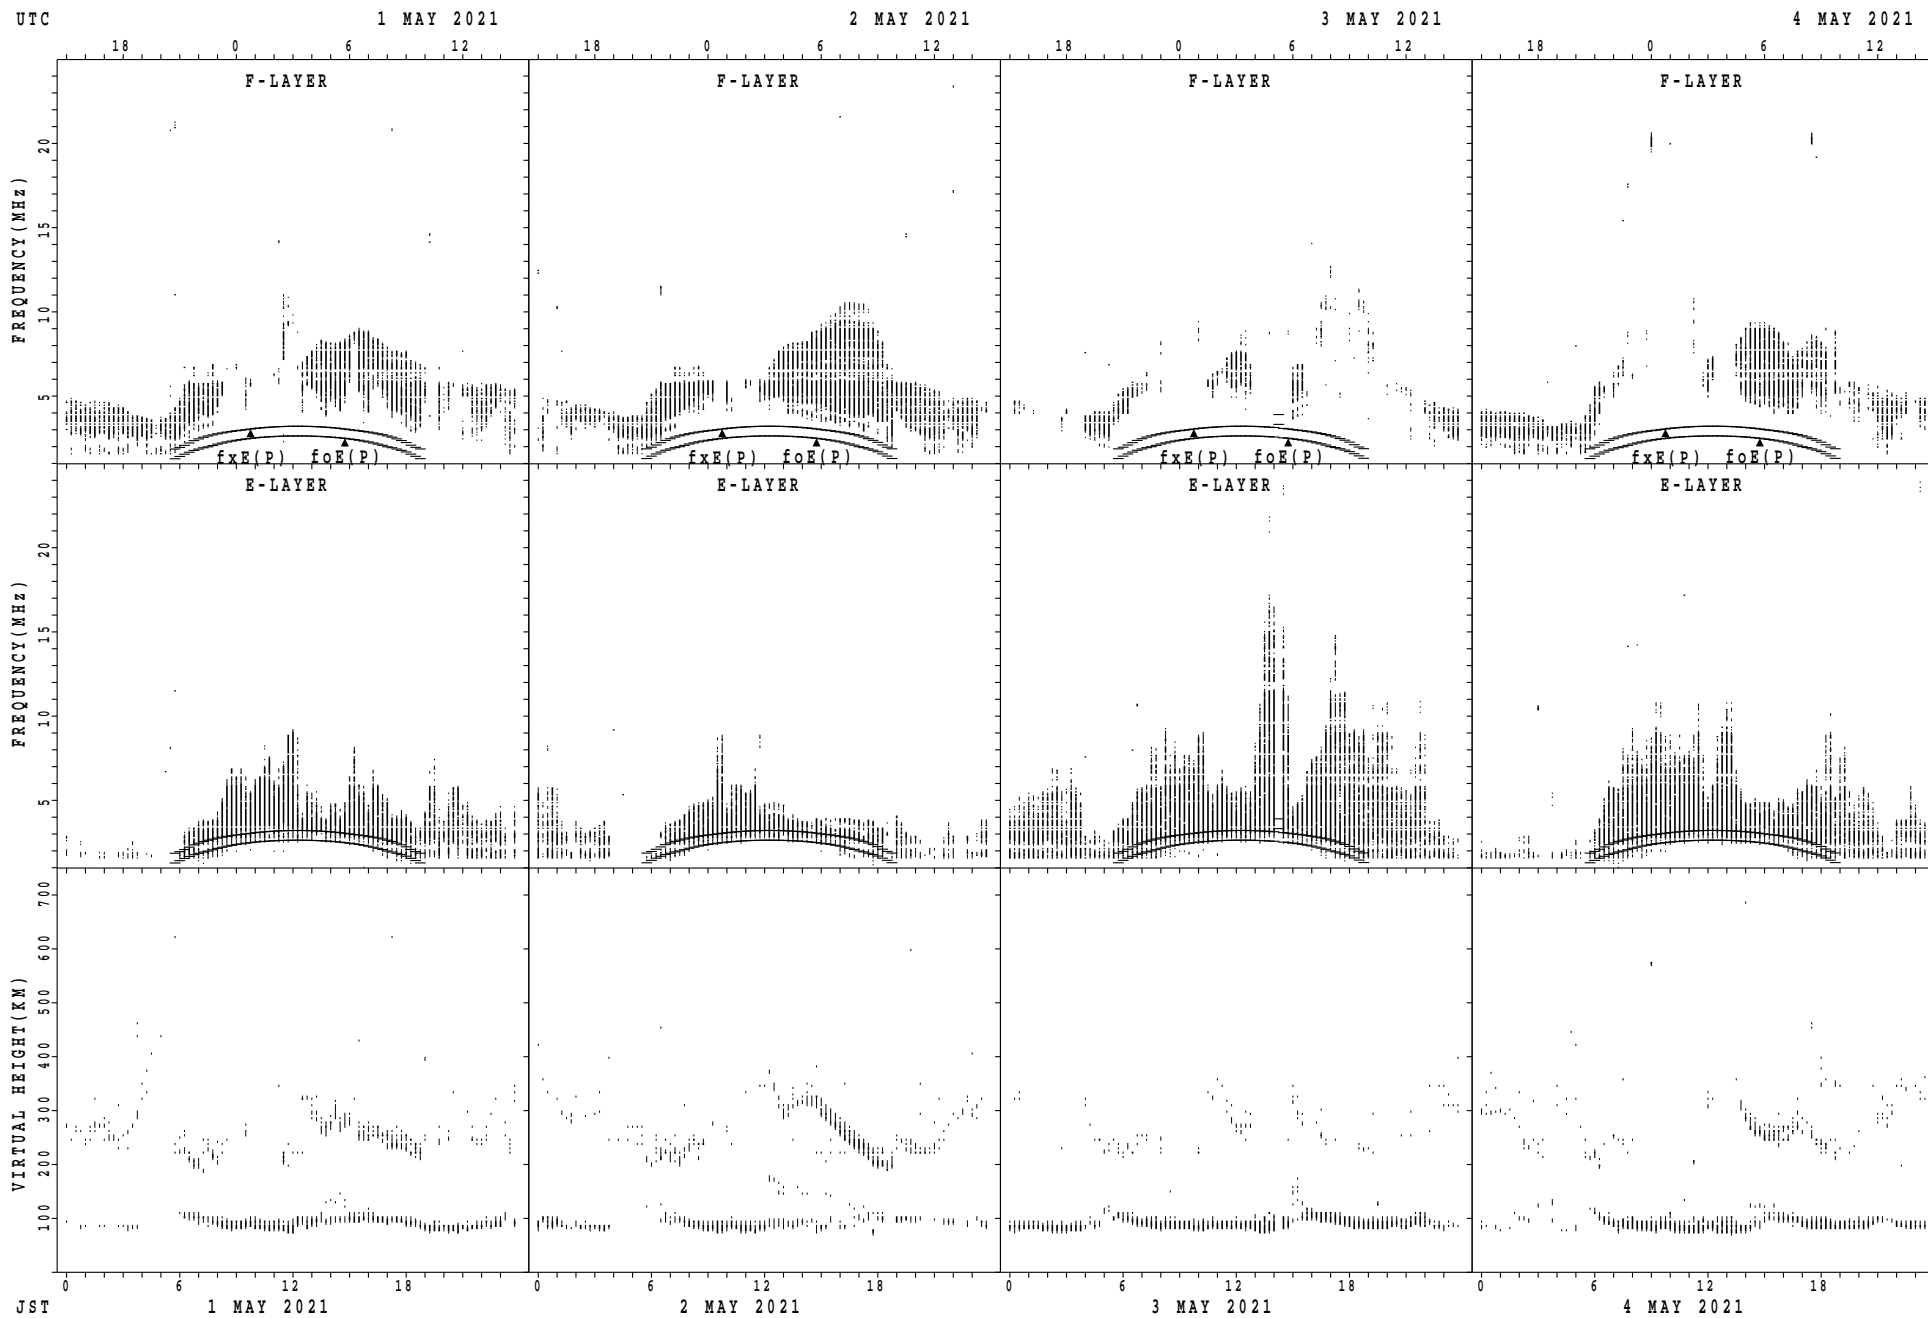 UTC 1 MAY 2021 2 MAY 2021 3 MAY 2021 4 MAY 2021
18 0 6 12 18 0 6 12 18 0 6 12 18 0 6 12
F-LAYER F-LAYER F-LAYER F-LAYER
FREQUENCY(MHz)
20
15
10
5
fxE(P) foE(P) fxE(P) foE(P) fxE(P) foE(P) fxE(P) foE(P)
E-LAYER E-LAYER E-LAYER E-LAYER
FREQUENCY(MHz)
20
15
10
5
VIRTUAL HEIGHT(KM)
700
600
500
400
300
200
100
0 6 12 18 0 6 12 18 0 6 12 18 0 6 12 18
JST 1 MAY 2021 2 MAY 2021 3 MAY 2021 4 MAY 2021